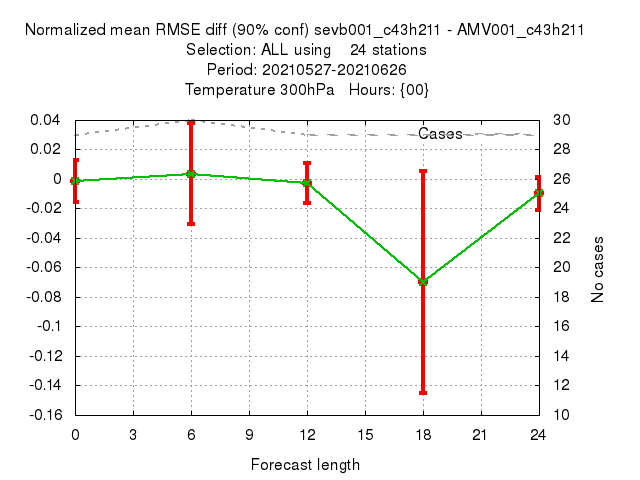 Normalized mean RMSE diff (90% conf) sevb001_c43h211 - AMV001_c43h211
Selection: ALL using    24 stations
Period: 20210527-20210626
Temperature 300hPa   Hours: {00}
0.04
0.02
0
-0.02
-0.04
-0.06
-0.08
-0.1
-0.12
-0.14
-0.16
Cases
30
28
26
24
22
20
18
16
14
12
10
No cases
0 3 6 9 12 15 18 21 24
Forecast length